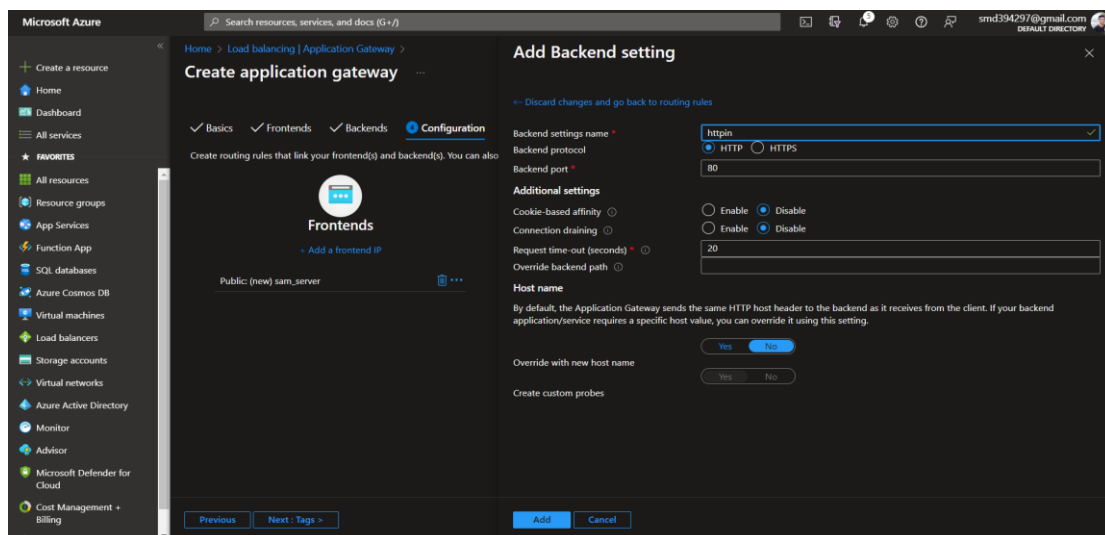 Microsoft Azure
Search resources, services, and docs (G+/)
smd394297@gmail.com
DEFAULT DIRECTORY
Create a resource
Home
Dashboard
All services
FAVORITES
All resources
Resource groups
App Services
Function App
SQL databases
Azure Cosmos DB
Virtual machines
Load balancers
Storage accounts
Virtual networks
Azure Active Directory
Monitor
Advisor
Microsoft Defender for
Cloud
Cost Management +
Billing
Home > Load balancing | Application Gateway >
Create application gateway ...
Basics Frontends Backends 4 Configuration
Create routing rules that link your frontend(s) and backend(s). You can also
Frontends
+ Add a frontend IP
Public: (new) sam_server
Previous Next : Tags >
Add Backend setting
← Discard changes and go back to routing rules
Backend settings name * httpin
Backend protocol HTTP HTTPS
Backend port * 80
Additional settings
Cookie-based affinity Enable Disable
Connection draining Enable Disable
Request time-out (seconds) * 20
Override backend path
Host name
By default, the Application Gateway sends the same HTTP host header to the backend as it receives from the client. If your backend
application/service requires a specific host value, you can override it using this setting.
Yes No
Override with new host name
Yes No
Create custom probes
Add Cancel